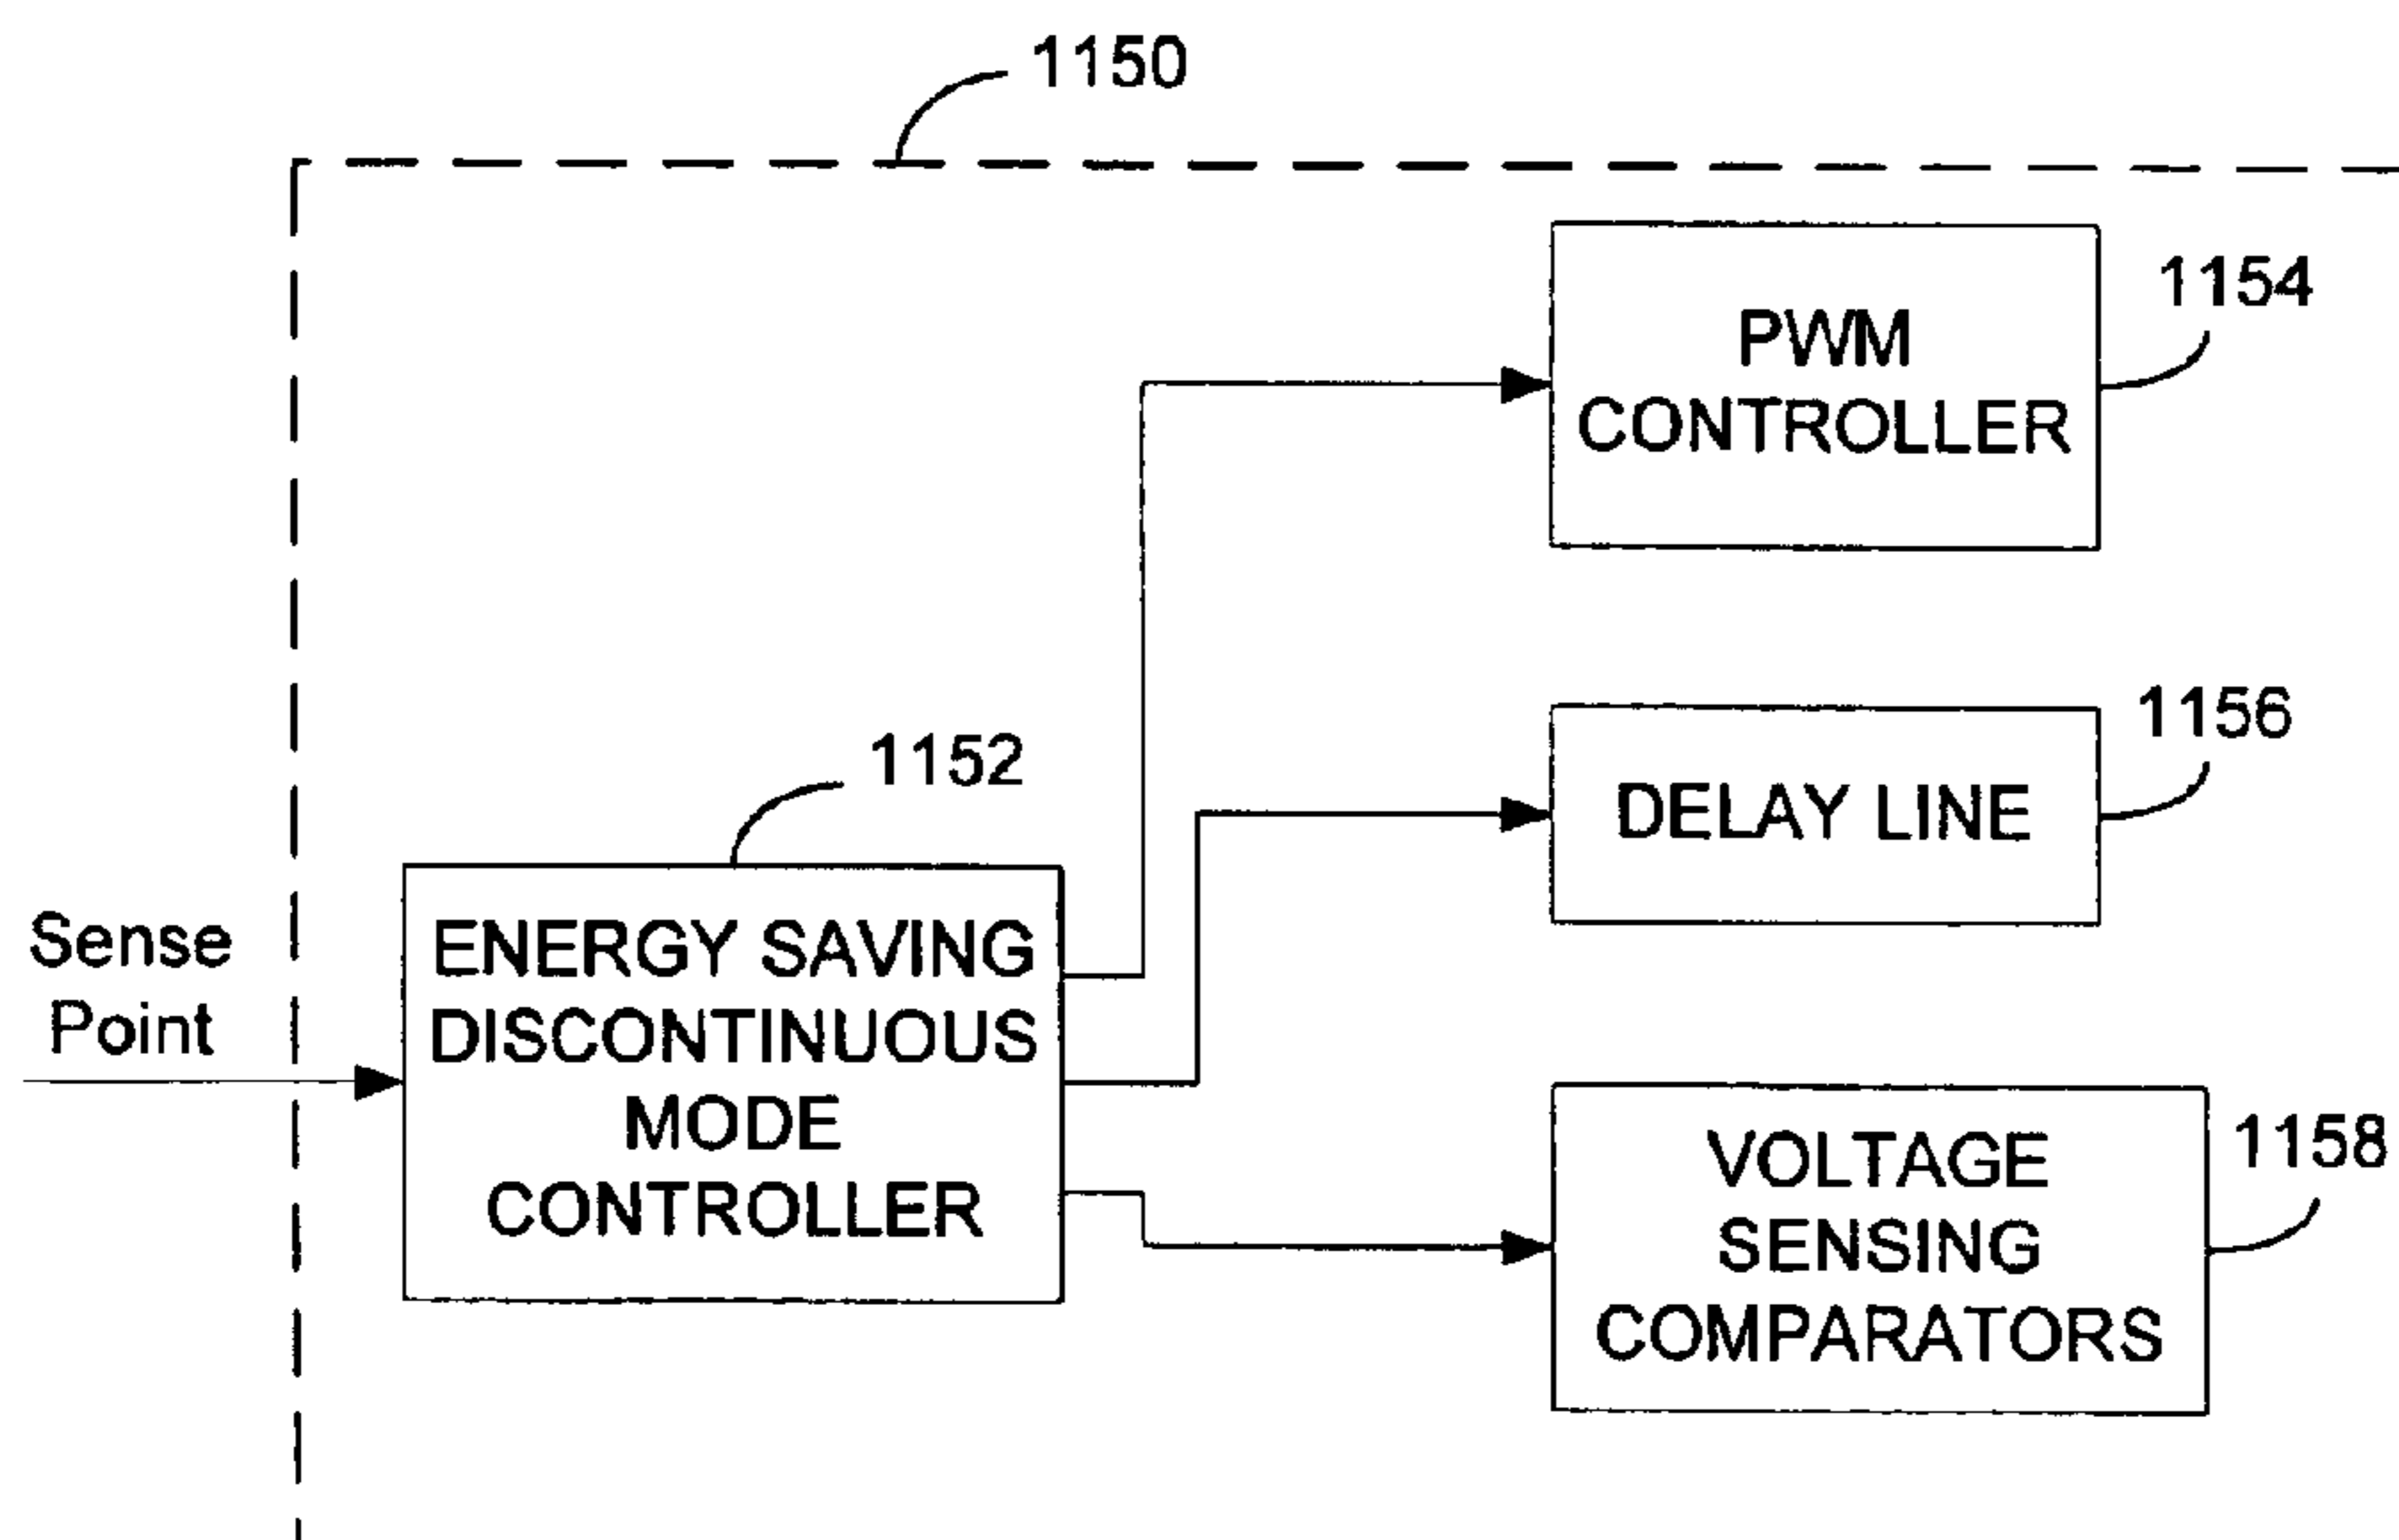 1150
PWM
CONTROLLER
1154
DELAY LINE
1156
1152
Sense
Point
ENERGY SAVING
DISCONTINUOUS
MODE
CONTROLLER
VOLTAGE
SENSING
COMPARATORS
1158